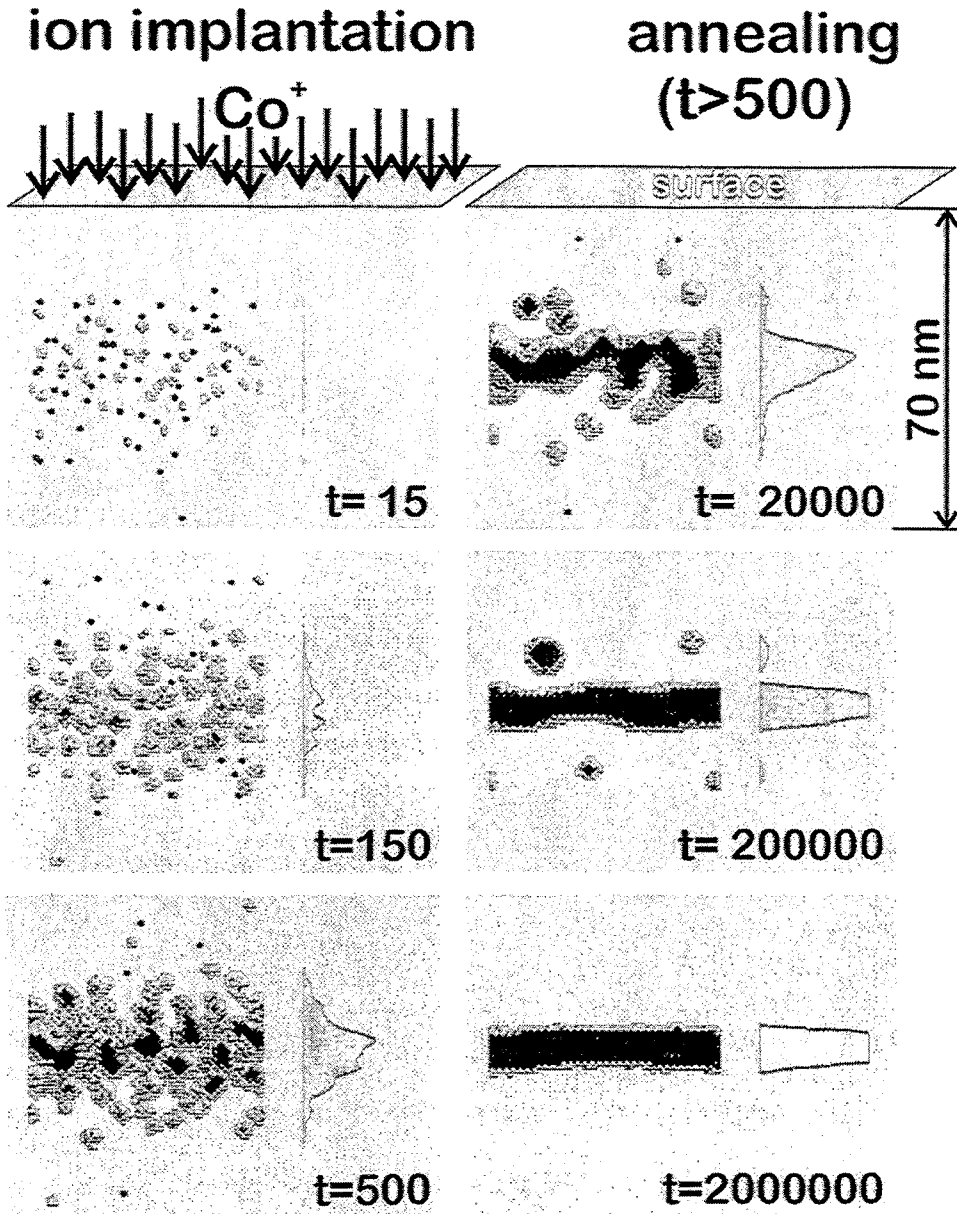 ion implantation
Co+
annealing
(t>500)
surface
70 nm
t= 15
t= 20000
t=150
t= 200000
t=500
t=2000000